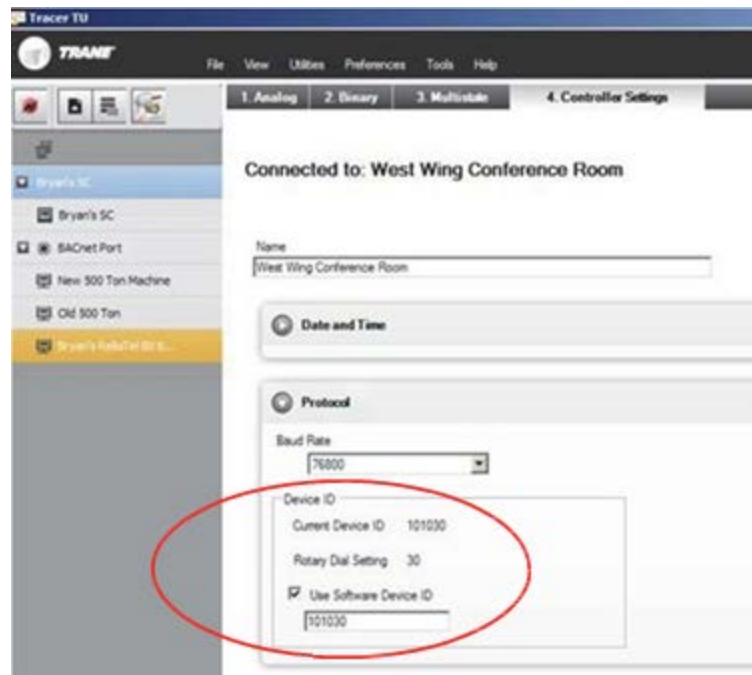 Tracer TU
TRANE
File View Utilities Preferences Tools Help
1. Analog 2. Binary 3. Multistate 4. Controller Settings
Connected to: West Wing Conference Room
Bryan's SC
Bryan's SC
BACnet Port
New 500 Ton Machine
Old 500 Ton
Bryan's
Name
West Wing Conference Room
Date and Time
Protocol
Baud Rate
76800
Device ID
Current Device ID 101030
Rotary Dial Setting 30
Use Software Device ID
101030